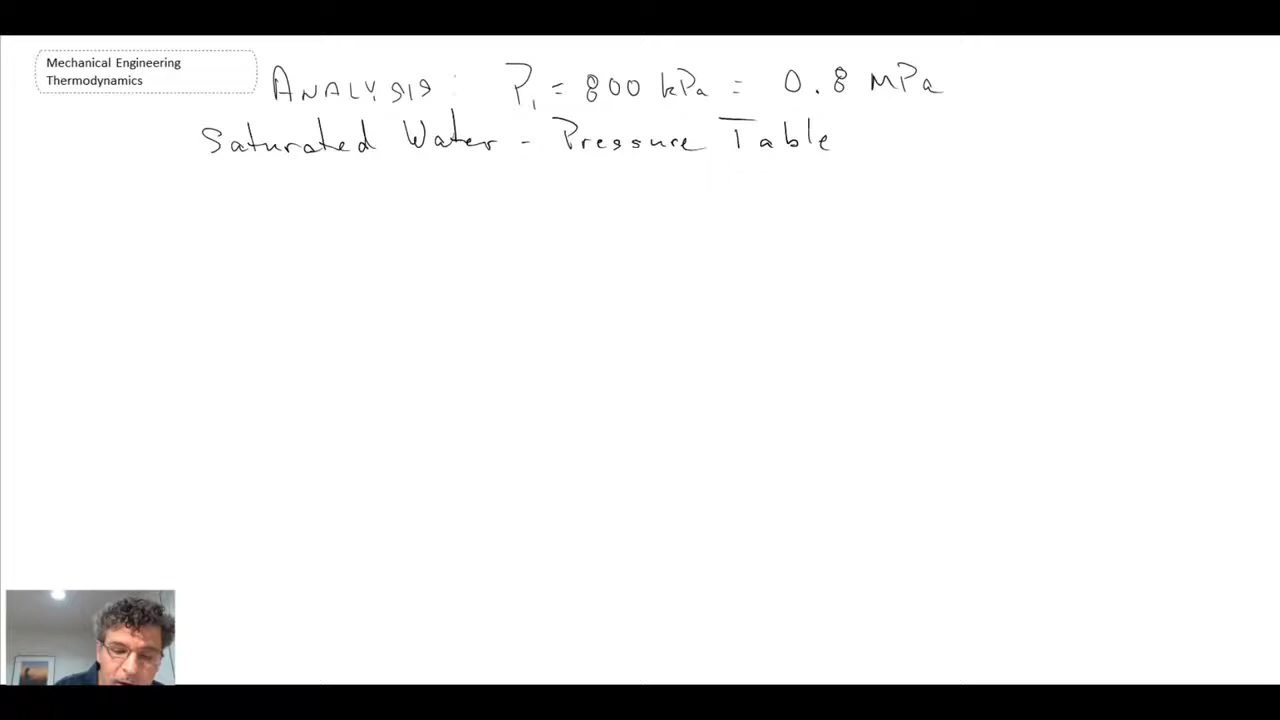 Mechanical Engineering
Thermodynamics
ANALYSIS : P₁ = 800 kPa = 0.8 MPa
Saturated Water - Pressure Table